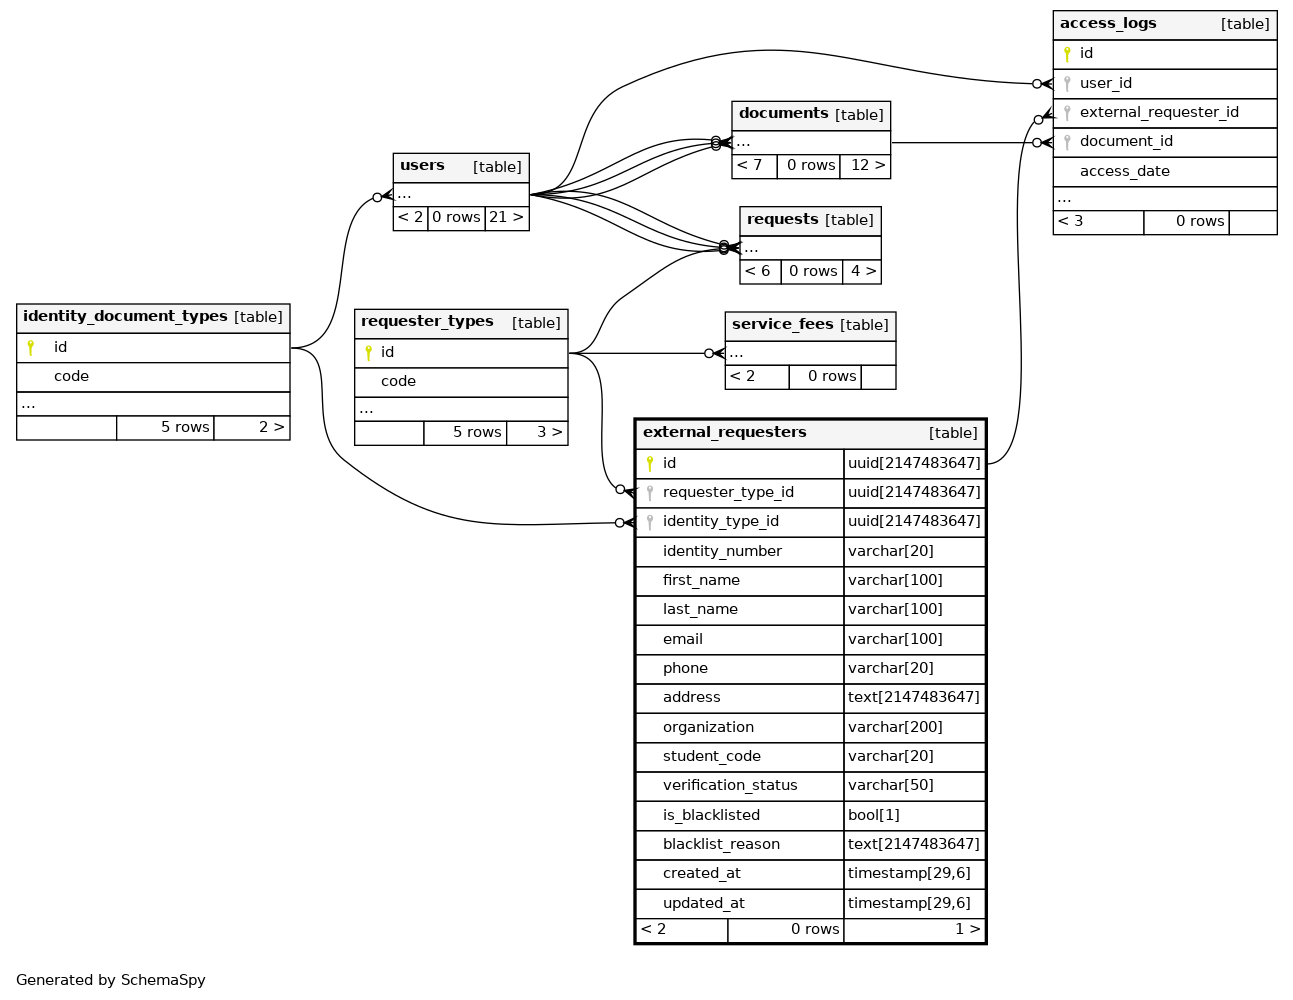 access_logs [table]
id
user_id
external_requester_id
document_id
access_date
...
< 3 0 rows
documents [table]
...
< 7 0 rows 12 >
users [table]
...
< 2 0 rows 21 >
requests [table]
...
< 6 0 rows 4 >
identity_document_types [table]
id
code
...
5 rows 2 >
requester_types [table]
id
code
...
5 rows 3 >
service_fees [table]
...
< 2 0 rows
external_requesters [table]
id uuid[2147483647]
requester_type_id uuid[2147483647]
identity_type_id uuid[2147483647]
identity_number varchar[20]
first_name varchar[100]
last_name varchar[100]
email varchar[100]
phone varchar[20]
address text[2147483647]
organization varchar[200]
student_code varchar[20]
verification_status varchar[50]
is_blacklisted bool[1]
blacklist_reason text[2147483647]
created_at timestamp[29,6]
updated_at timestamp[29,6]
< 2 0 rows 1 >
Generated by SchemaSpy